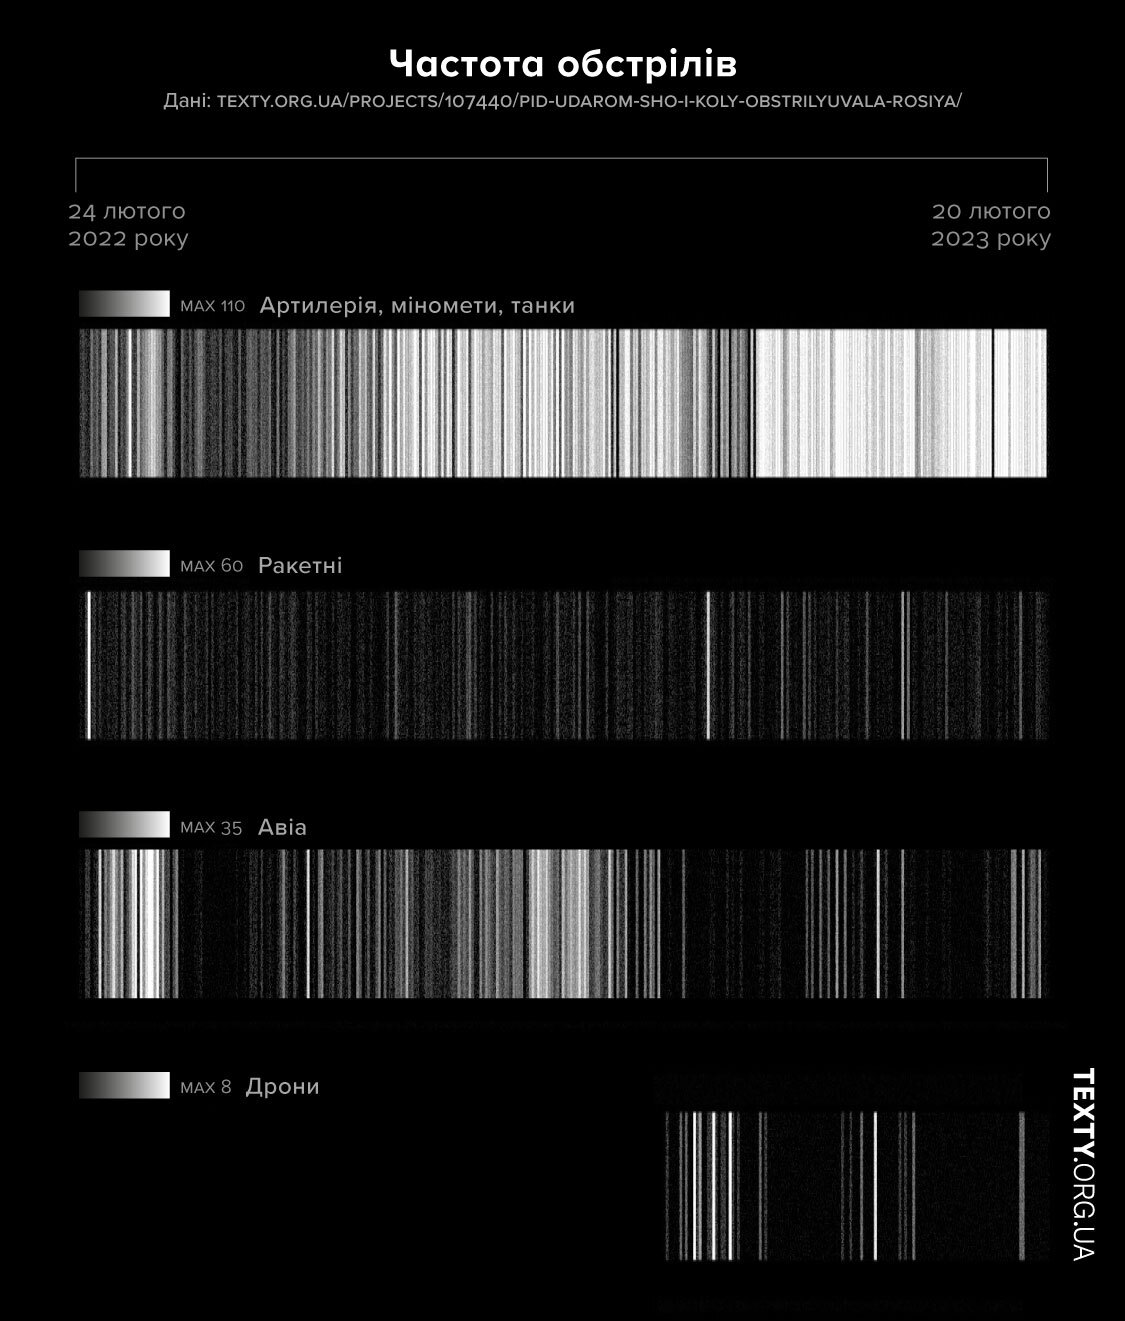 Частота обстрілів
Дані: TEXTY.ORG.UA/PROJECTS/107440/PID-UDAROM-SHO-I-KOLY-OBSTRILYUVALA-ROSIYA/
24 лютого
2022 року
20 лютого
2023 року
MAX 110 Артилерія, міномети, танки
MAX 60 Ракетні
MAX 35 Авіа
MAX 8 Дрони
TEXTY.ORG.UA